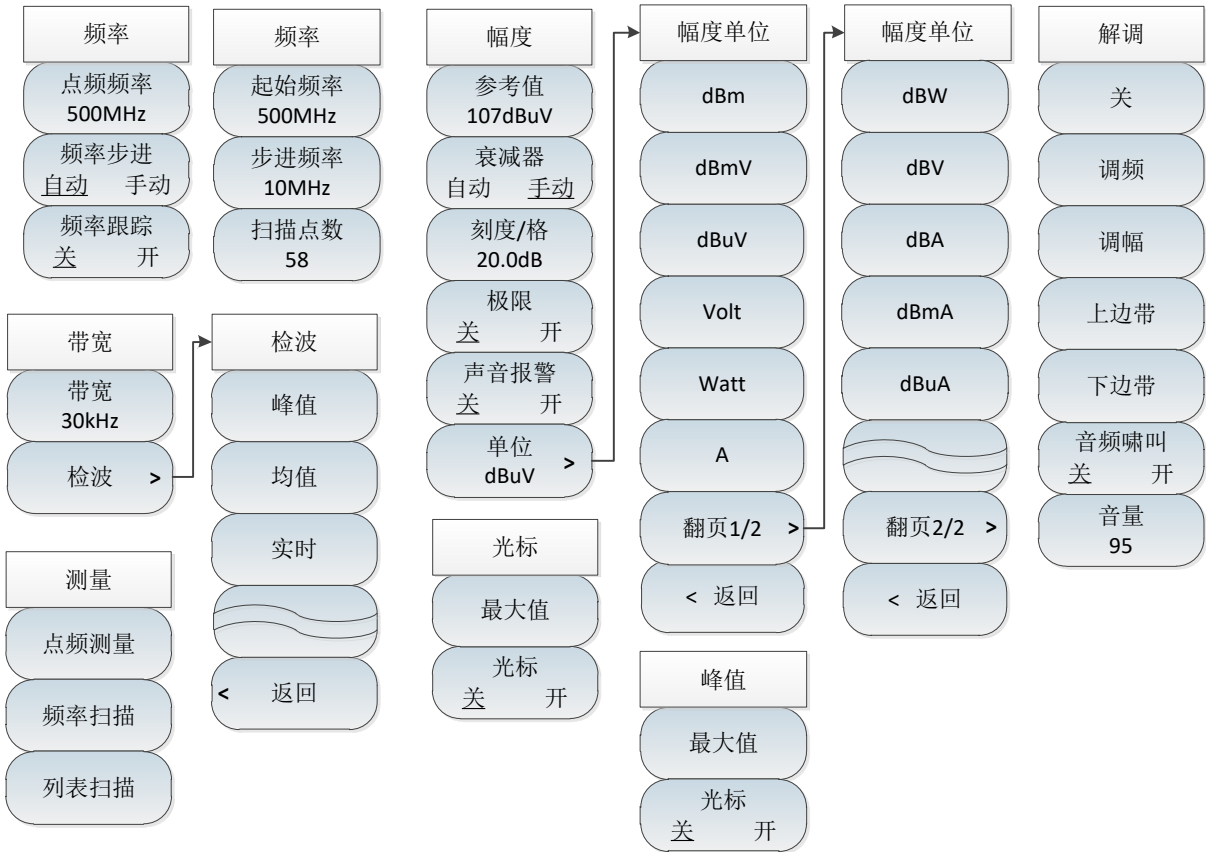 频率
点频频率
500MHz
频率步进
自动 手动
频率跟踪
关 开
频率
起始频率
500MHz
步进频率
10MHz
扫描点数
58
带宽
带宽
30kHz
检波 >
检波
峰值
均值
实时
< 返回
测量
点频测量
频率扫描
列表扫描
幅度
参考值
107dBuV
衰减器
自动 手动
刻度/格
20.0dB
极限
关 开
声音报警
关 开
单位 >
dBuV
光标
最大值
光标
关 开
幅度单位
dBm
dBmV
dBuV
Volt
Watt
A
翻页1/2 >
< 返回
峰值
最大值
光标
关 开
幅度单位
dBW
dBV
dBA
dBmA
dBuA
翻页2/2 >
< 返回
解调
关
调频
调幅
上边带
下边带
音频啸叫
关 开
音量
95